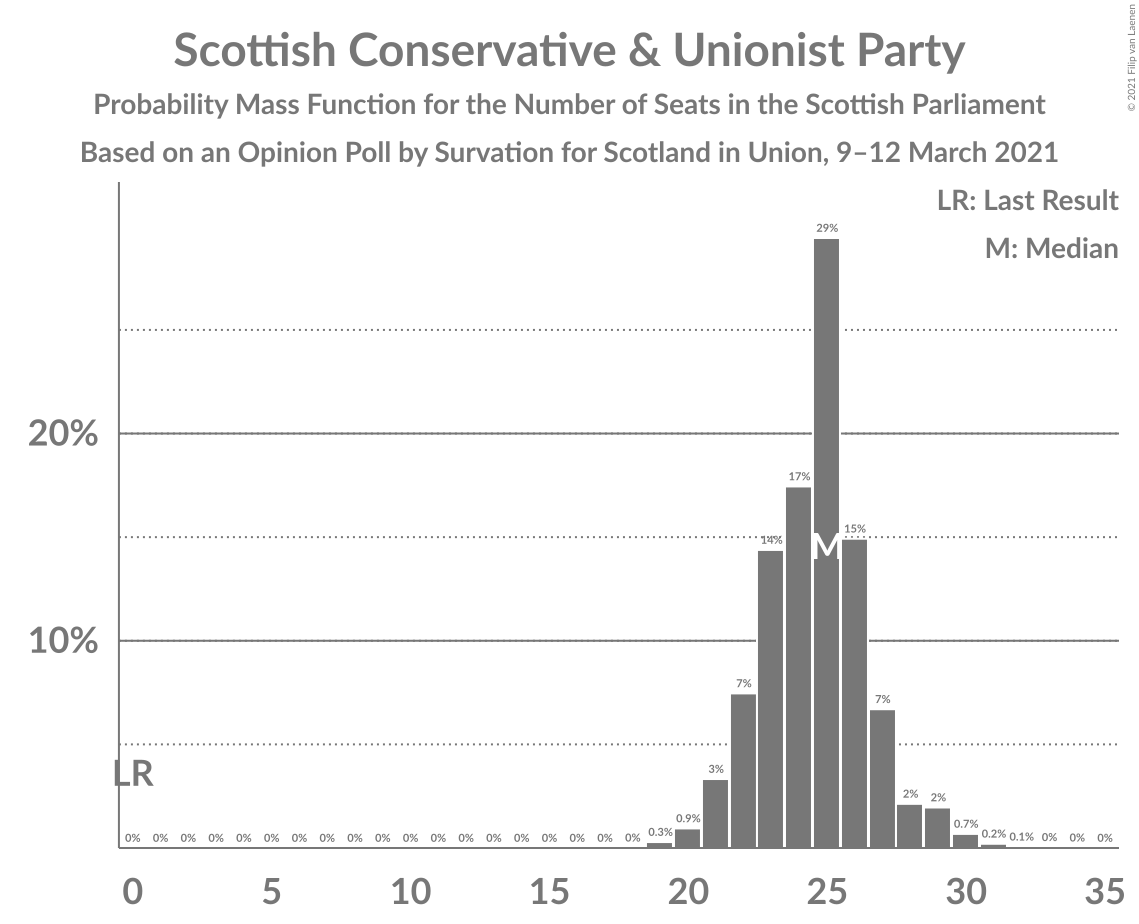 Scottish Conservative & Unionist Party
Probability Mass Function for the Number of Seats in the Scottish Parliament
Based on an Opinion Poll by Survation for Scotland in Union, 9–12 March 2021
© 2021 Filip van Laenen
LR: Last Result
M: Median
20%
10%
LR
M
0% 0% 0% 0% 0% 0% 0% 0% 0% 0% 0% 0% 0% 0% 0% 0% 0% 0% 0% 0.3% 0.9% 3% 7% 14% 17% 29% 15% 7% 2% 2% 0.7% 0.2% 0.1% 0% 0% 0%
0 5 10 15 20 25 30 35